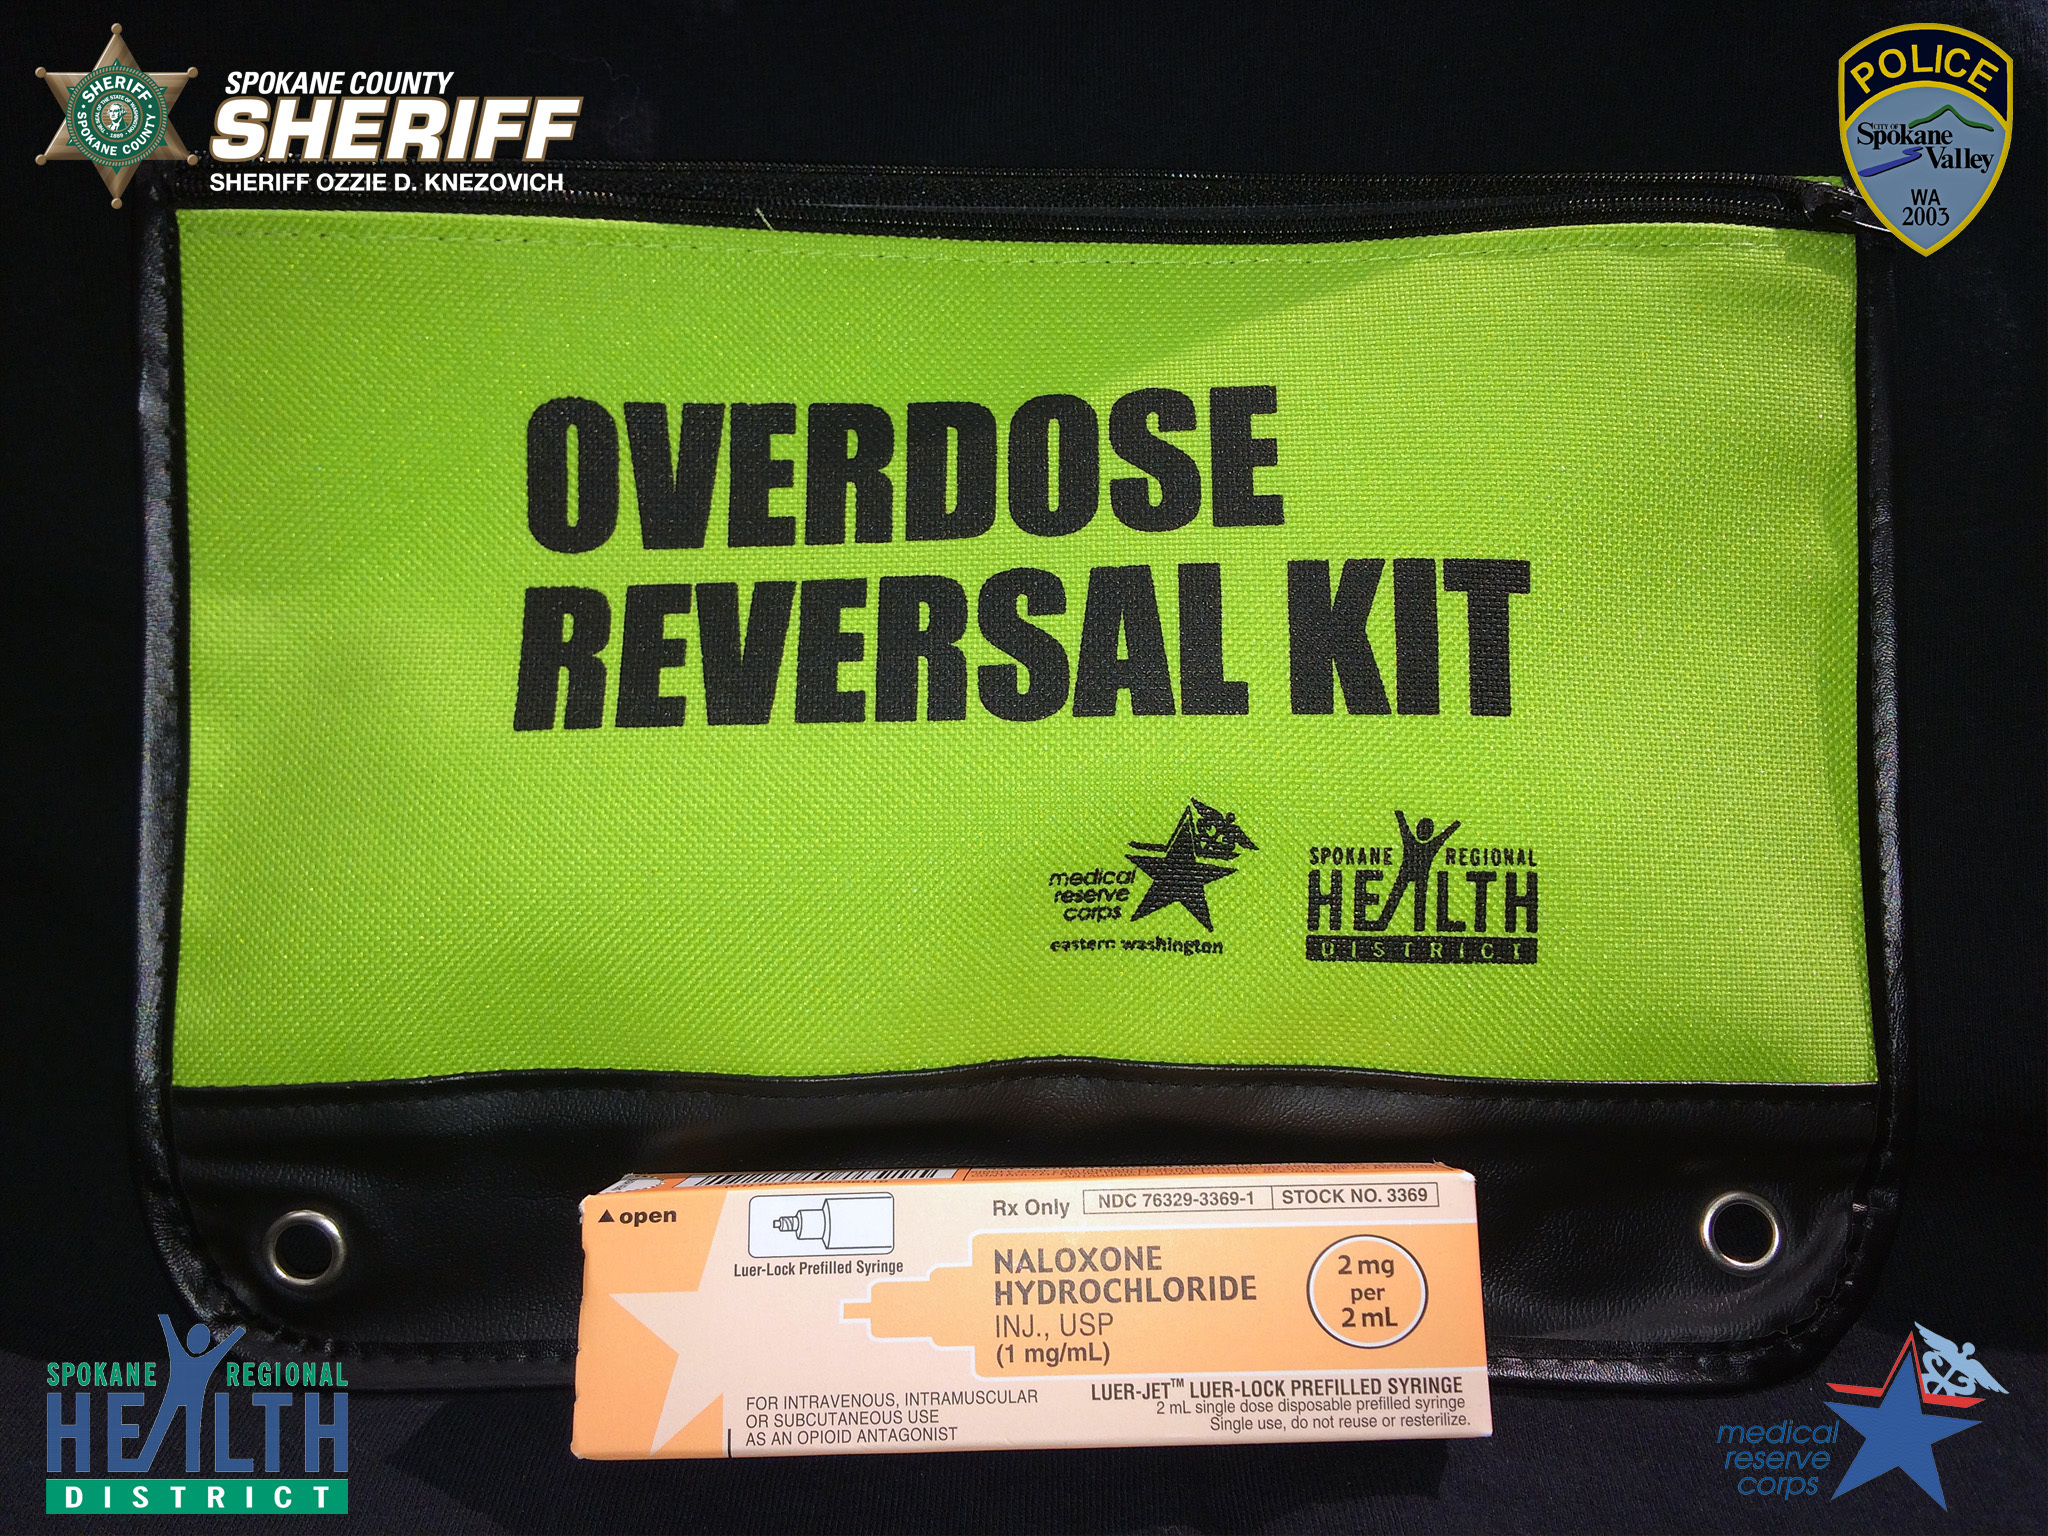 SPOKANE COUNTY
SHERIFF
SHERIFF OZZIE D. KNEZOVICH
SHERIFF
SPOKANE COUNTY
POLICE
CITY OF
Spokane
Valley
WA
2003
OVERDOSE
REVERSAL KIT
medical
reserve
corps
eastern washington
SPOKANE REGIONAL
HEALTH
DISTRICT
open
Luer-Lock Prefilled Syringe
Rx Only NDC 76329-3369-1 STOCK NO. 3369
NALOXONE
HYDROCHLORIDE
INJ., USP
(1 mg/mL)
2 mg
per
2 mL
FOR INTRAVENOUS, INTRAMUSCULAR
OR SUBCUTANEOUS USE
AS AN OPIOID ANTAGONIST
LUER-JET™ LUER-LOCK PREFILLED SYRINGE
2 mL single dose disposable prefilled syringe
Single use, do not reuse or resterilize.
SPOKANE REGIONAL
HEALTH
DISTRICT
medical
reserve
corps